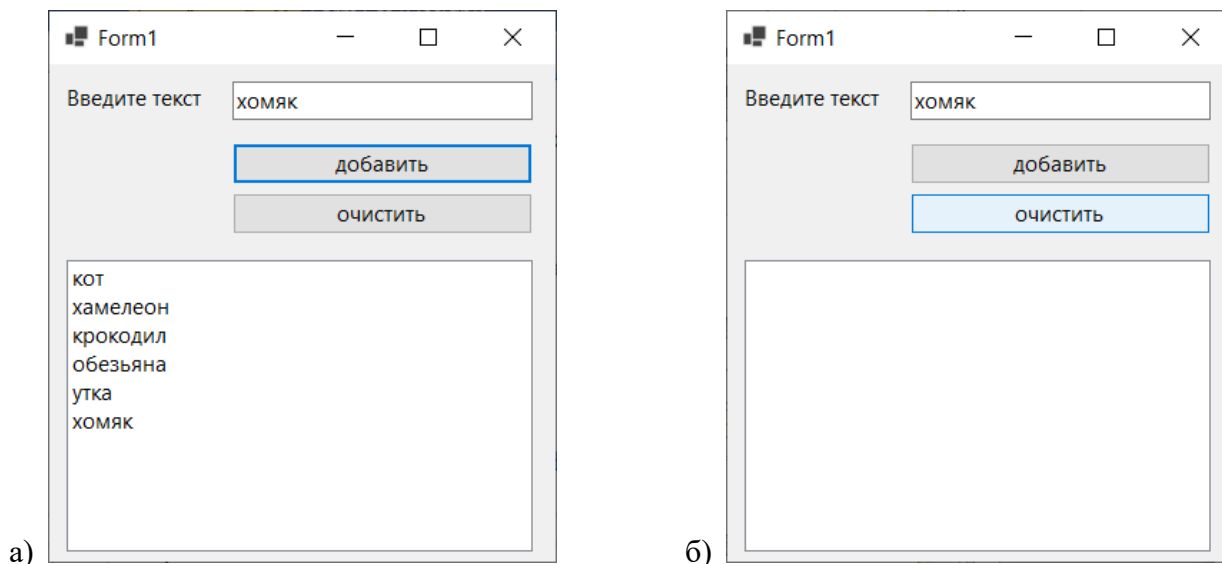 Form1
Введите текст
хомяк
добавить
очистить
кот
хамелеон
крокодил
обезьяна
утка
хомяк
а)
Form1
Введите текст
хомяк
добавить
очистить
б)